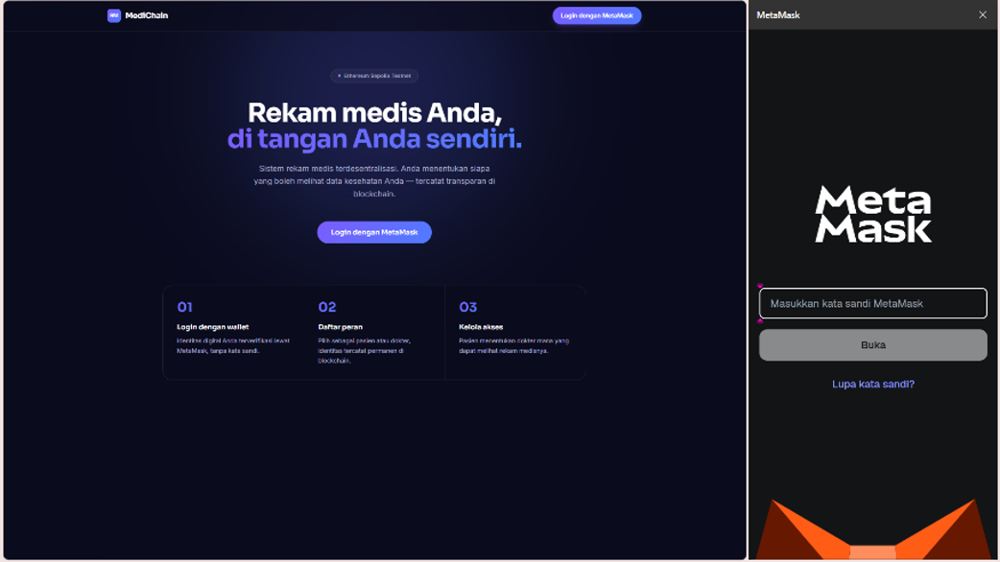 MediChain
Login dengan MetaMask
Ethereum Sepolia Testnet
Rekam medis Anda,
di tangan Anda sendiri.
Sistem rekam medis terdesentralisasi. Anda menentukan siapa
yang boleh melihat data kesehatan Anda — tercatat transparan di
blockchain.
Login dengan MetaMask
01
Login dengan wallet
Identitas digital Anda terverifikasi lewat
MetaMask, tanpa kata sandi.
02
Daftar peran
Pilih sebagai pasien atau dokter,
identitas tercatat permanen di
blockchain.
03
Kelola akses
Pasien menentukan dokter mana yang
dapat melihat rekam medisnya.
MetaMask
Meta
Mask
Masukkan kata sandi MetaMask
Buka
Lupa kata sandi?